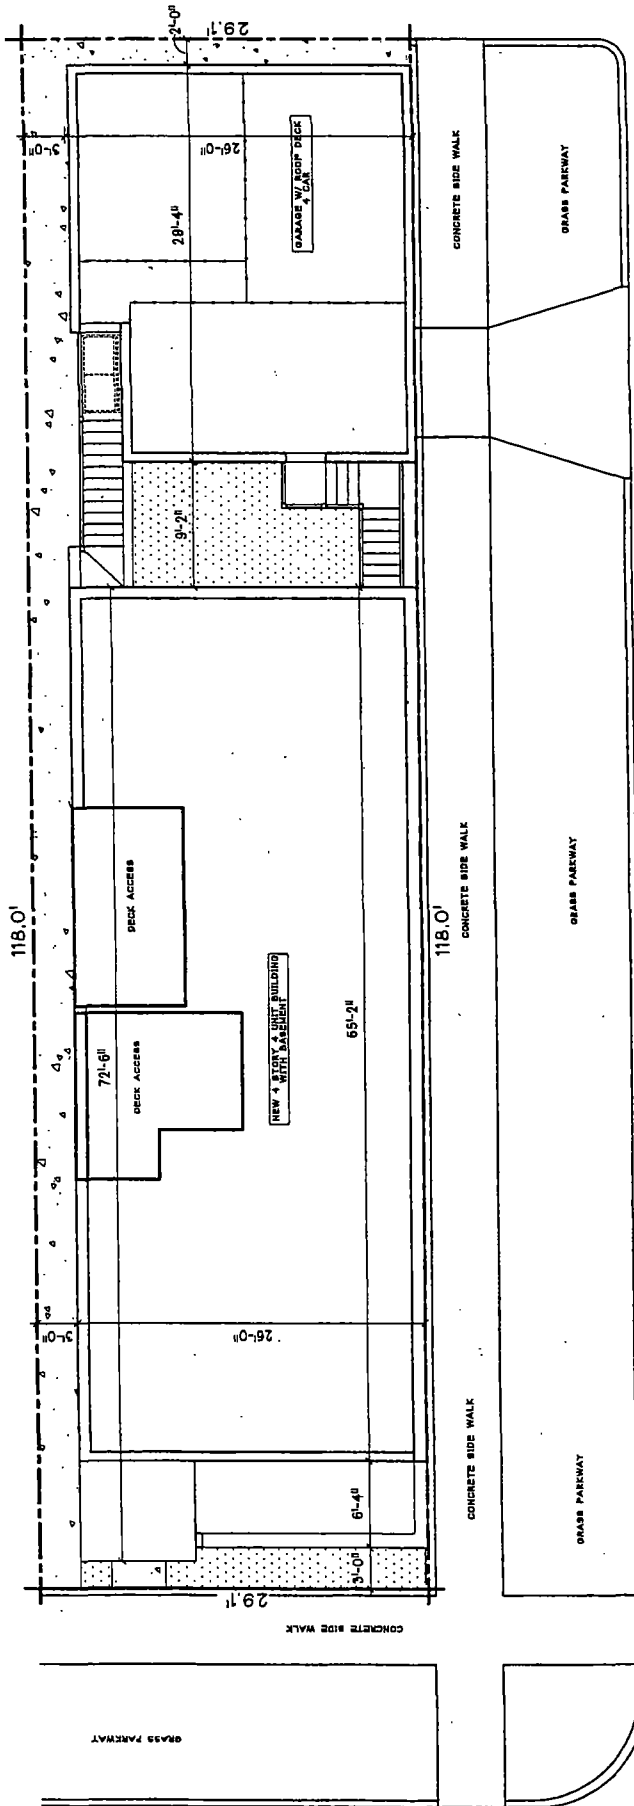 29.1'
2'-0"
3'-0"
26'-0"
GARAGE W/ ROOF DECK
4 CAR
28'-4"
CONCRETE SIDE WALK
GRASS PARKWAY
9'-2"
118.0'
DECK ACCESS
118.0'
CONCRETE SIDE WALK
GRASS PARKWAY
72'-6"
DECK ACCESS
NEW 4 STORY 4 UNIT BUILDING
WITH BASEMENT
65'-2"
3'-0"
26'-0"
CONCRETE SIDE WALK
GRASS PARKWAY
6'-4"
3'-0"
29.1'
CONCRETE SIDE WALK
GRASS PARKWAY